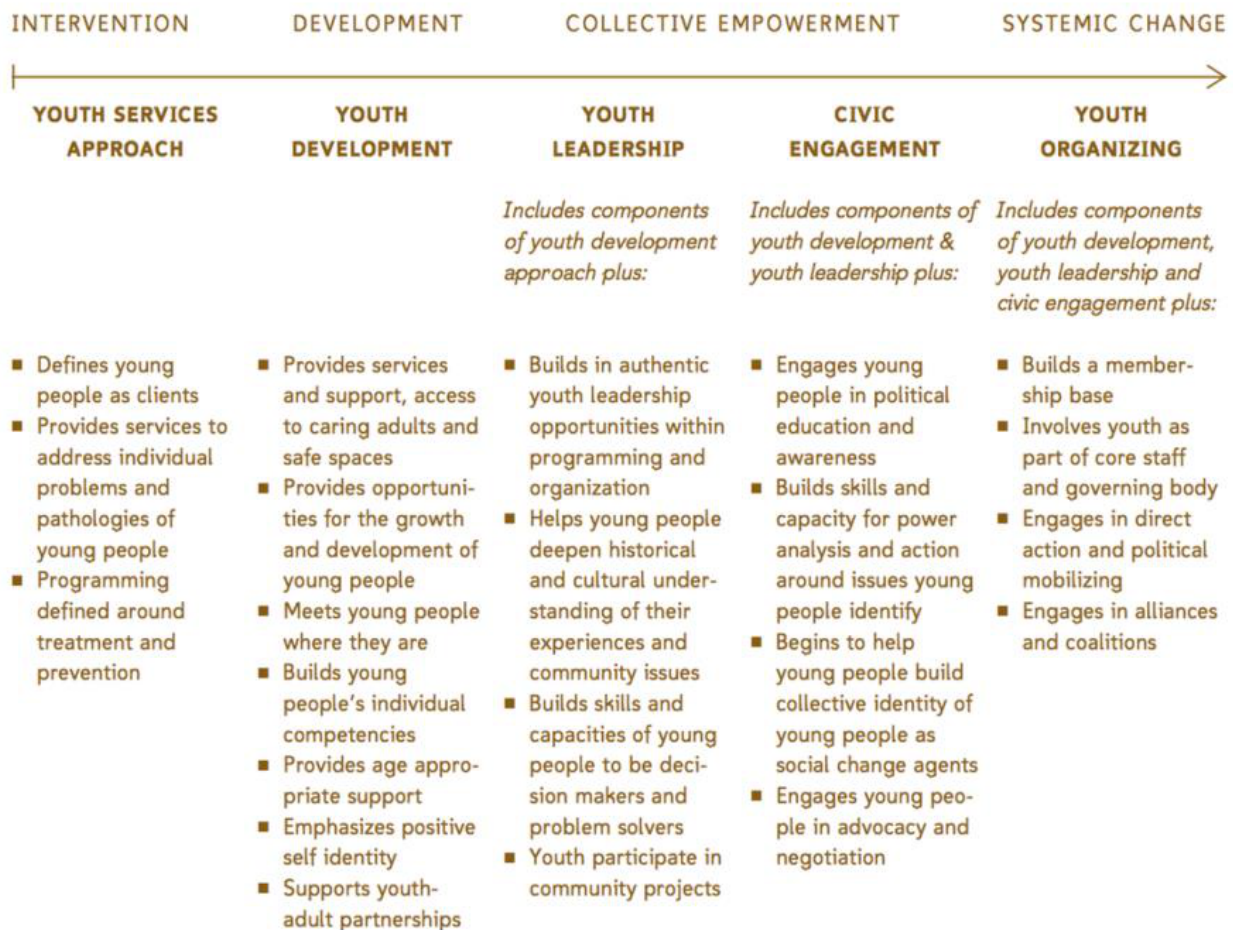 INTERVENTION DEVELOPMENT COLLECTIVE EMPOWERMENT SYSTEMIC CHANGE
YOUTH SERVICES
APPROACH
■ Defines young
people as clients
■ Provides services to
address individual
problems and
pathologies of
young people
■ Programming
defined around
treatment and
prevention
YOUTH
DEVELOPMENT
■ Provides services
and support, access
to caring adults and
safe spaces
■ Provides opportuni-
ties for the growth
and development of
young people
■ Meets young people
where they are
■ Builds young
people's individual
competencies
■ Provides age appro-
priate support
■ Emphasizes positive
self identity
■ Supports youth-
adult partnerships
YOUTH
LEADERSHIP
Includes components
of youth development
approach plus:
■ Builds in authentic
youth leadership
opportunities within
programming and
organization
■ Helps young people
deepen historical
and cultural under-
standing of their
experiences and
community issues
■ Builds skills and
capacities of young
people to be deci-
sion makers and
problem solvers
■ Youth participate in
community projects
CIVIC
ENGAGEMENT
Includes components of
youth development &
youth leadership plus:
■ Engages young
people in political
education and
awareness
■ Builds skills and
capacity for power
analysis and action
around issues young
people identify
■ Begins to help
young people build
collective identity of
young people as
social change agents
■ Engages young peo-
ple in advocacy and
negotiation
YOUTH
ORGANIZING
Includes components
of youth development,
youth leadership and
civic engagement plus:
■ Builds a member-
ship base
■ Involves youth as
part of core staff
and governing body
■ Engages in direct
action and political
mobilizing
■ Engages in alliances
and coalitions